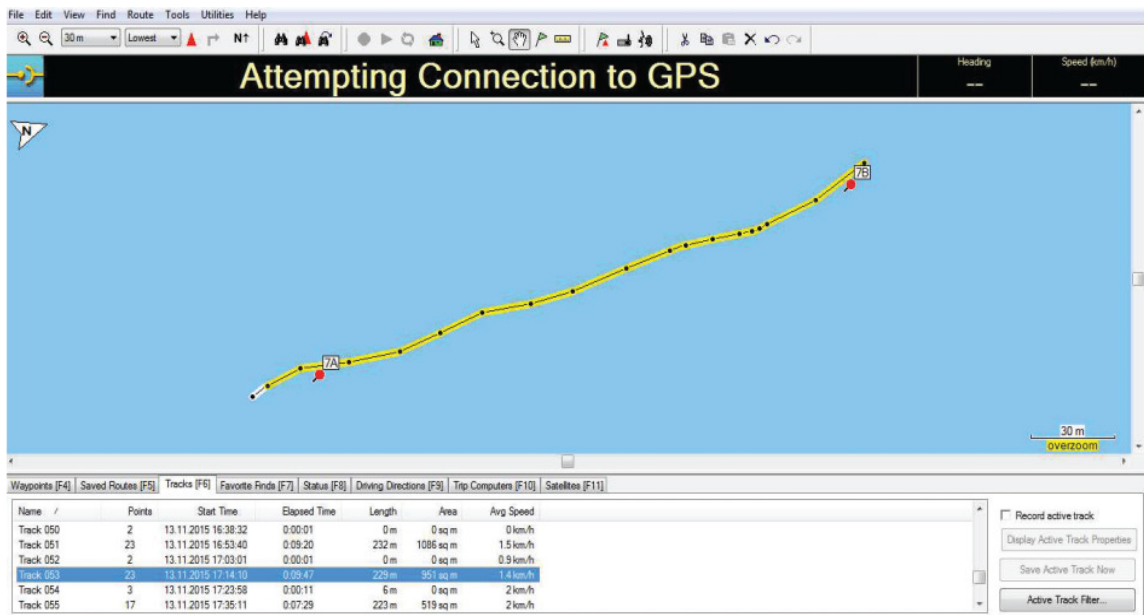 File Edit View Find Route Tools Utilities Help
30 m Lowest N↑
Attempting Connection to GPS
Heading
--
Speed (km/h)
--
N
7B
7A
30 m
overzoom
Waypoints [F4] Saved Routes [F5] Tracks [F6] Favorite Finds [F7] Status [F8] Driving Directions [F9] Trip Computers [F10] Satellites [F11]
Name / Points Start Time Elapsed Time Length Area Avg Speed
Track 050 2 13.11.2015 16:38:32 0:00:01 0 m 0 sq m 0 km/h
Track 051 23 13.11.2015 16:53:40 0:09:20 232 m 1086 sq m 1.5 km/h
Track 052 2 13.11.2015 17:03:01 0:00:01 0 m 0 sq m 0.9 km/h
Track 053 23 13.11.2015 17:14:10 0:09:47 229 m 951 sq m 1.4 km/h
Track 054 3 13.11.2015 17:23:58 0:00:11 6 m 0 sq m 2 km/h
Track 055 17 13.11.2015 17:35:11 0:07:29 223 m 519 sq m 2 km/h
Record active track
Display Active Track Properties
Save Active Track Now
Active Track Filter...